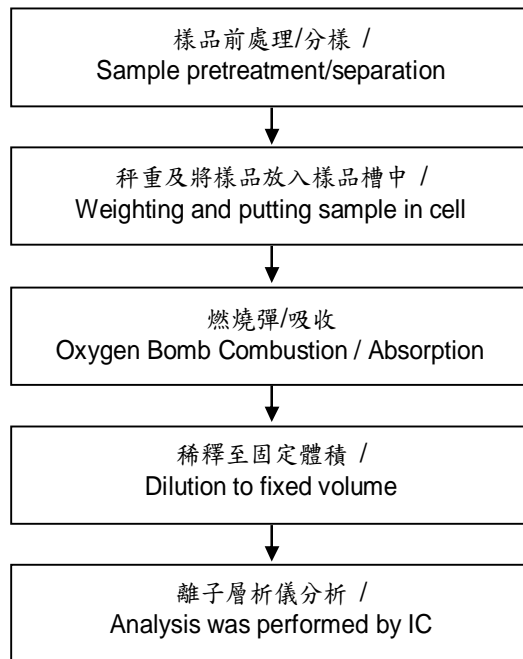 樣品前處理/分樣 /
Sample pretreatment/separation
秤重及將樣品放入樣品槽中 /
Weighting and putting sample in cell
燃燒彈/吸收
Oxygen Bomb Combustion / Absorption
稀釋至固定體積 /
Dilution to fixed volume
離子層析儀分析 /
Analysis was performed by IC